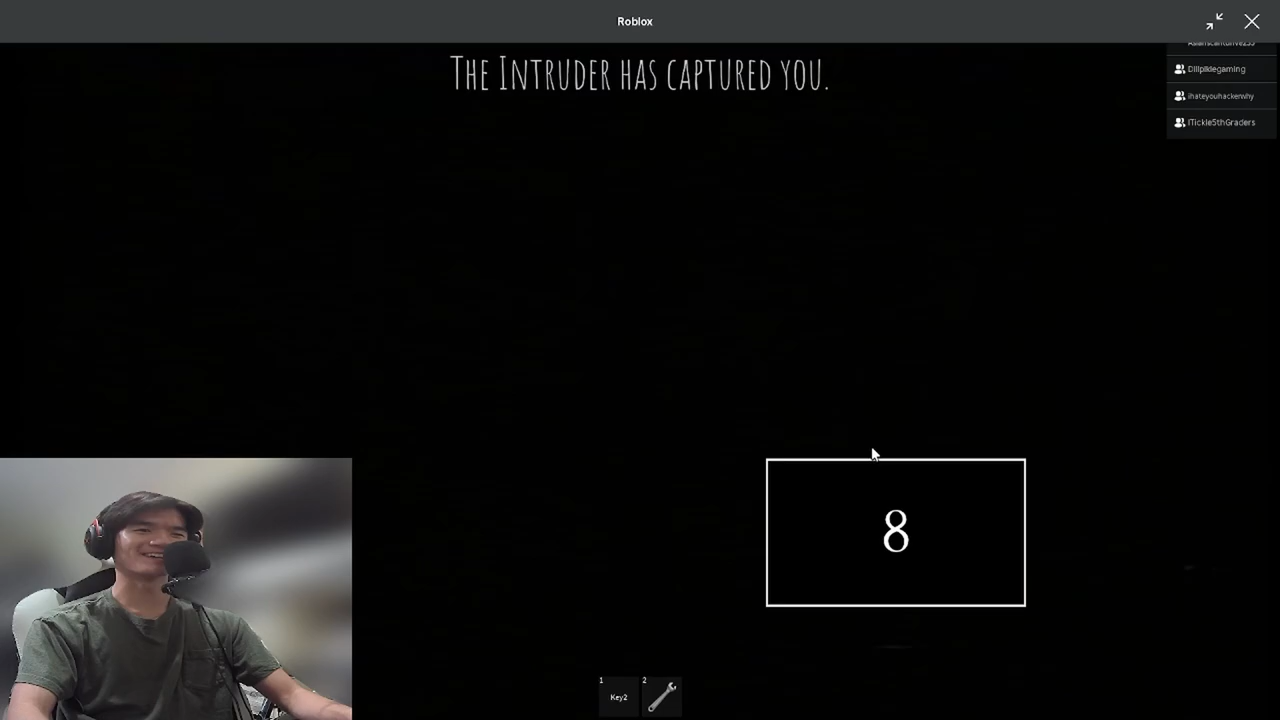 Roblox
THE INTRUDER HAS CAPTURED YOU.
Dillpiklegaming
ihateyouhackerwhy
ITickle5thGraders
8
1
Key2
2